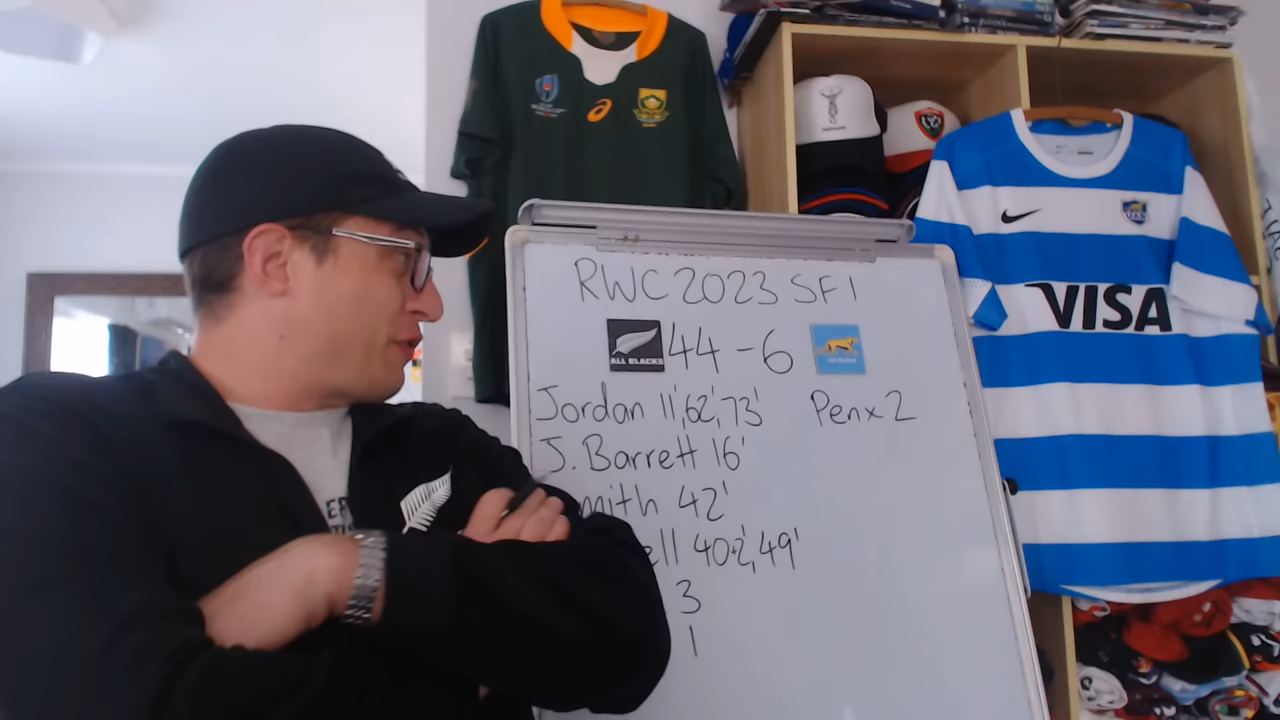 RWC 2023 SF1
ALL BLACKS 44 - 6
Jordan 11', 62', 73' Penx2
J. Barrett 16'
mith 42'
ell 40+2', 49'
3
1
VISA